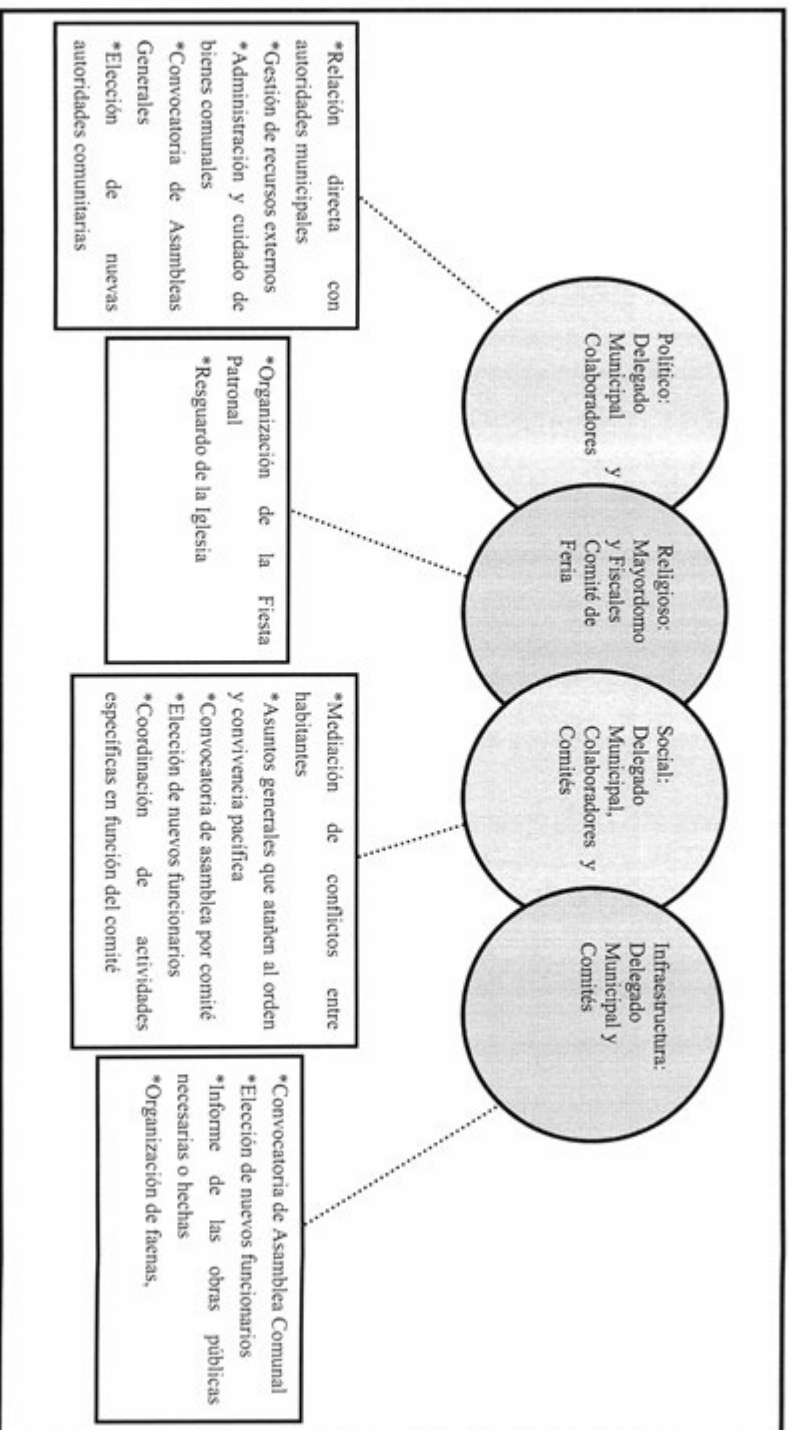 Político:
Delegado
Municipal
Colaboradores y
Religioso:
Mayordomo
y Fiscales
Comité de
Feria
Social:
Delegado
Municipal,
Colaboradores y
Comités
Infraestructura:
Delegado
Municipal y
Comités
*Relación directa con
autoridades municipales
*Gestión de recursos externos
*Administración y cuidado de
bienes comunales
*Convocatoria de Asambleas
Generales
*Elección de nuevas
autoridades comunitarias
*Organización de la Fiesta
Patronal
*Resguardo de la Iglesia
*Mediación de conflictos entre
habitantes
*Asuntos generales que atañen al orden
y convivencia pacífica
*Convocatoria de asamblea por comité
*Elección de nuevos funcionarios
*Coordinación de actividades
específicas en función del comité
*Convocatoria de Asamblea Comunal
*Elección de nuevos funcionarios
*Informe de las obras públicas
necesarias o hechas
*Organización de faenas,